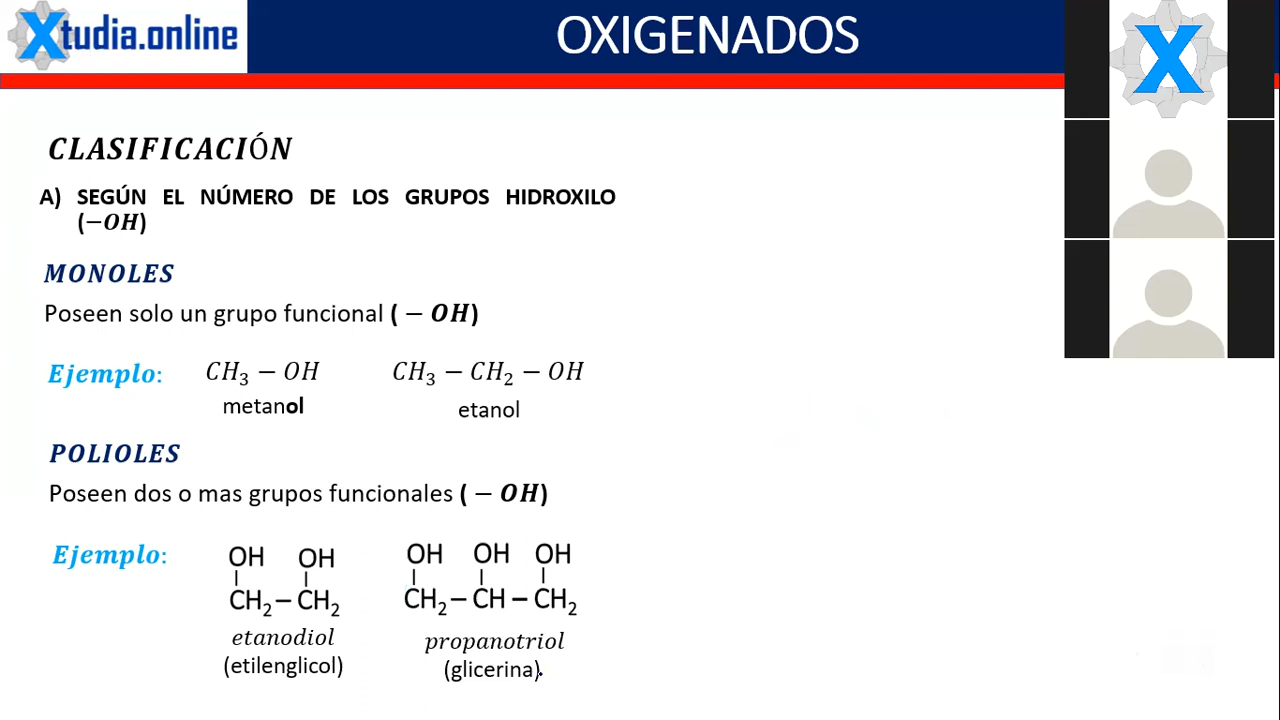 Xtudia.online
OXIGENADOS
X
CLASIFICACIÓN
A) SEGÚN EL NÚMERO DE LOS GRUPOS HIDROXILO
(−OH)
MONOLES
Poseen solo un grupo funcional ( − OH)
Ejemplo: CH₃ − OH CH₃ − CH₂ − OH
metanol etanol
POLIOLES
Poseen dos o mas grupos funcionales ( − OH)
Ejemplo: OH OH OH OH OH
CH₂ − CH₂ CH₂ − CH − CH₂
etanodiol propanotriol
(etilenglicol) (glicerina)